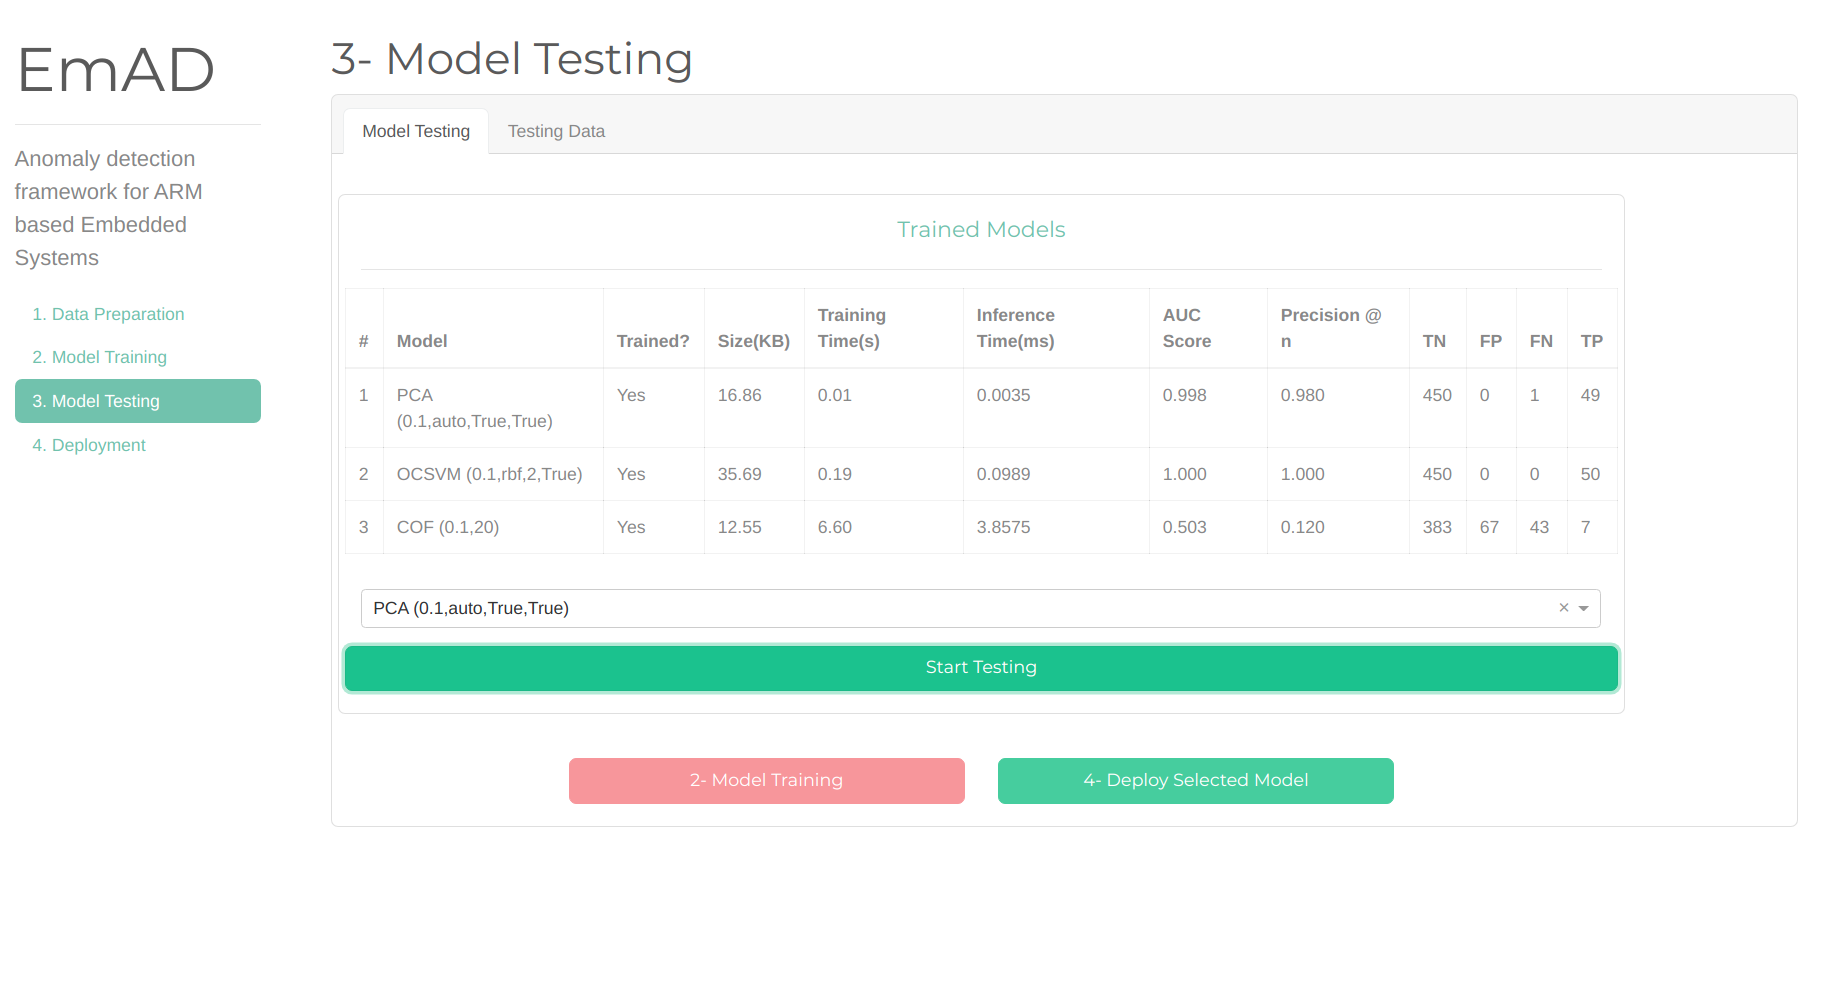 EmAD
Anomaly detection
framework for ARM
based Embedded
Systems
1. Data Preparation
2. Model Training
3. Model Testing
4. Deployment
3- Model Testing
Model Testing Testing Data
Trained Models
# Model Trained? Size(KB) Training Time(s) Inference Time(ms) AUC Score Precision @ n TN FP FN TP
1 PCA (0.1,auto,True,True) Yes 16.86 0.01 0.0035 0.998 0.980 450 0 1 49
2 OCSVM (0.1,rbf,2,True) Yes 35.69 0.19 0.0989 1.000 1.000 450 0 0 50
3 COF (0.1,20) Yes 12.55 6.60 3.8575 0.503 0.120 383 67 43 7
PCA (0.1,auto,True,True) ×
Start Testing
2- Model Training 4- Deploy Selected Model